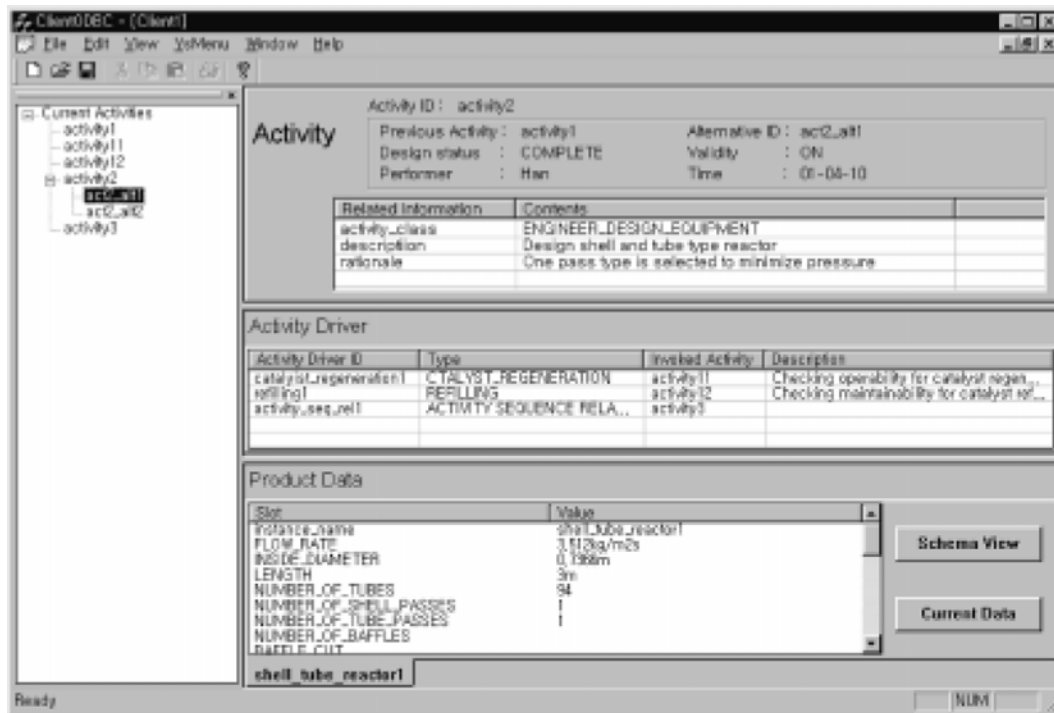 ClientODBC - [Client1]
File Edit View YsMenu Window Help
Current Activities
activity1
activity11
activity12
activity2
act2_alt1
act2_alt2
activity3
Activity
Activity ID : activity2
Previous Activity : activity1 Alternative ID : act2_alt1
Design status : COMPLETE Validity : ON
Performer : Han Time : 01-04-10
Related Information Contents
activity_class ENGINEER_DESIGN_EQUIPMENT
description Design shell and tube type reactor
rationale One pass type is selected to minimize pressure
Activity Driver
Activity Driver ID Type Invoked Activity Description
catalyist_regeneration1 CTALYST_REGENERATION activity11 Checking operability for catalyst regen...
refilling1 REFILLING activity12 Checking maintainability for catalyst ref...
activity_seq_rel1 ACTIVITY SEQUENCE RELA... activity3
Product Data
Slot Value
instance_name shell_tube_reactor1
FLOW_RATE 3,512kg/m2s
INSIDE_DIAMETER 0,7366m
LENGTH 3m
NUMBER_OF_TUBES 94
NUMBER_OF_SHELL_PASSES 1
NUMBER_OF_TUBE_PASSES 1
NUMBER_OF_BAFFLES
BAFFLE_CUT
Schema View
Current Data
shell_tube_reactor1
Ready NUM